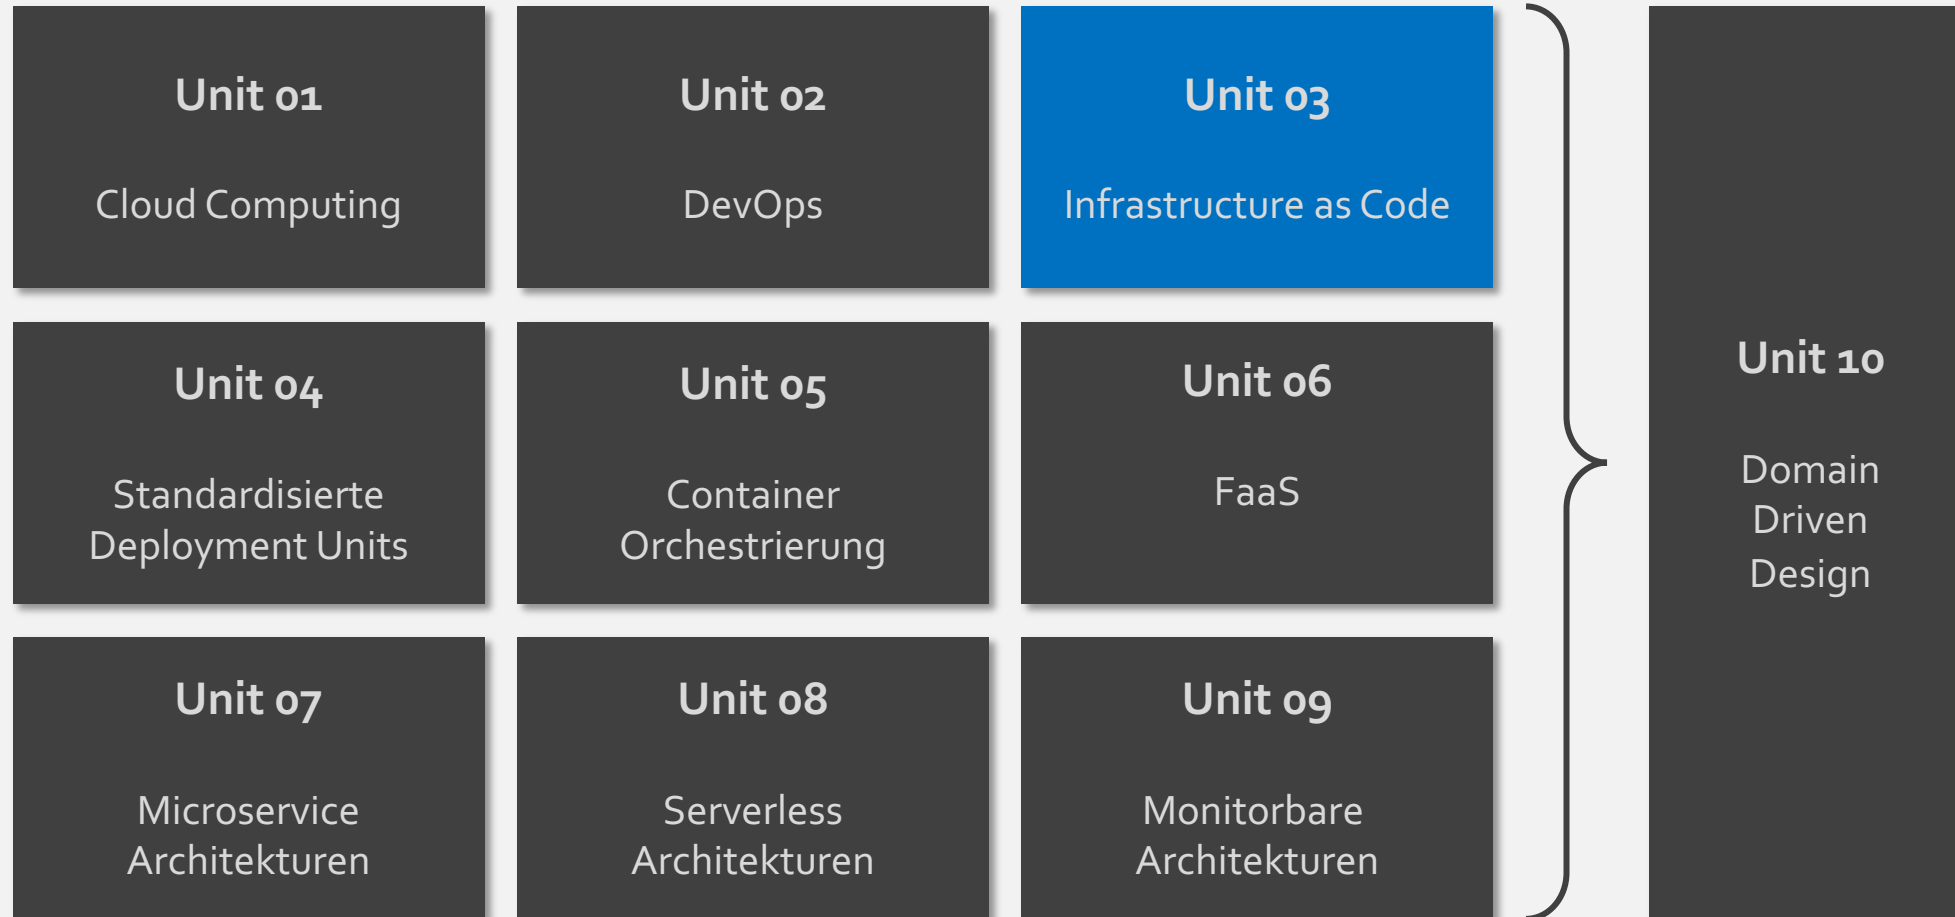 Unit 01
Cloud Computing
Unit 02
DevOps
Unit 03
Infrastructure as Code
Unit 04
Standardisierte
Deployment Units
Unit 05
Container
Orchestrierung
Unit 06
FaaS
Unit 07
Microservice
Architekturen
Unit 08
Serverless
Architekturen
Unit 09
Monitorbare
Architekturen
Unit 10
Domain
Driven
Design